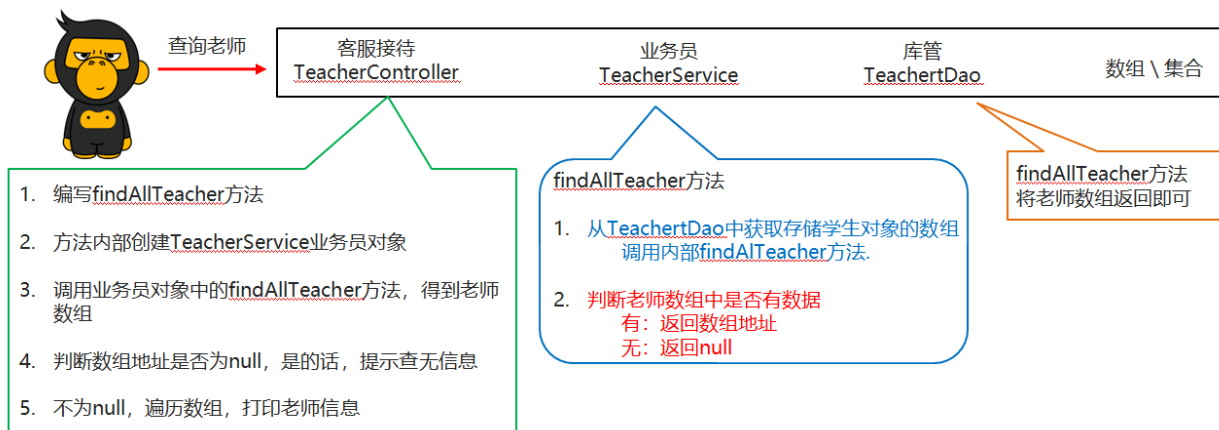 查询老师
客服接待
TeacherController
业务员
TeacherService
库管
TeachertDao
数组 \ 集合
1. 编写findAllTeacher方法
2. 方法内部创建TeacherService业务员对象
3. 调用业务员对象中的findAllTeacher方法，得到老师
数组
4. 判断数组地址是否为null，是的话，提示查无信息
5. 不为null，遍历数组，打印老师信息
findAllTeacher方法
1. 从TeachertDao中获取存储学生对象的数组
调用内部findAlTeacher方法.
2. 判断老师数组中是否有数据
有：返回数组地址
无：返回null
findAllTeacher方法
将老师数组返回即可